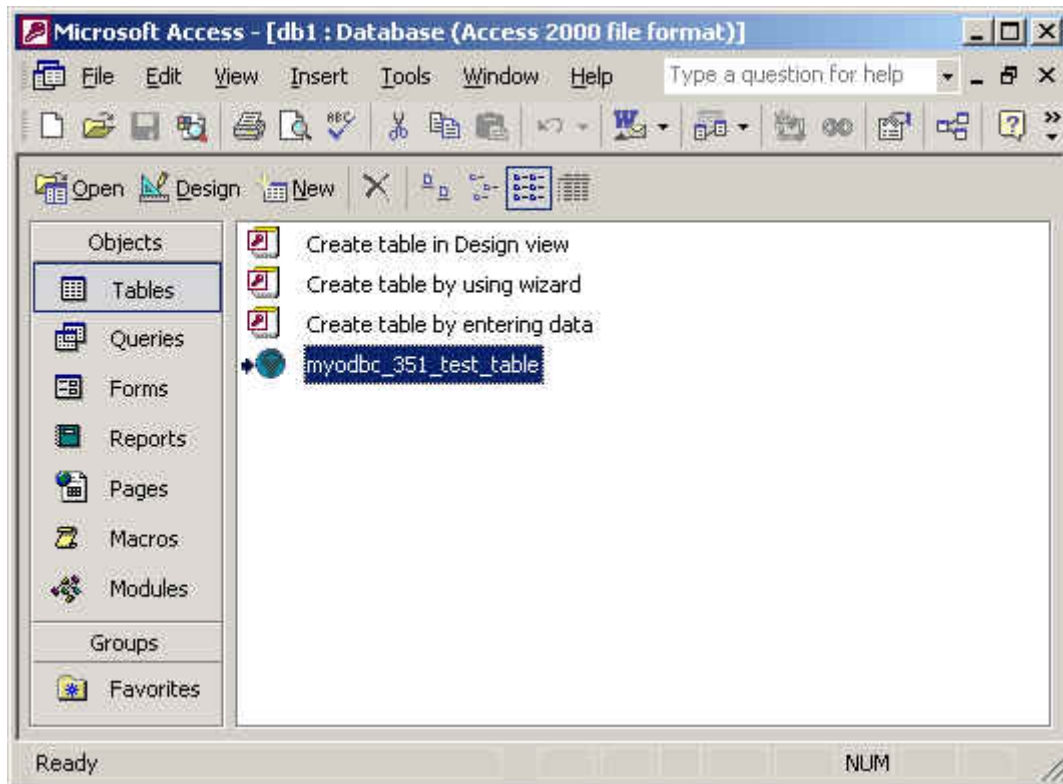 Microsoft Access - [db1 : Database (Access 2000 file format)]
File Edit View Insert Tools Window Help Type a question for help
ABC
Open Design New
Objects
Tables
Queries
Forms
Reports
Pages
Macros
Modules
Groups
Favorites
Create table in Design view
Create table by using wizard
Create table by entering data
myodbc_351_test_table
Ready NUM